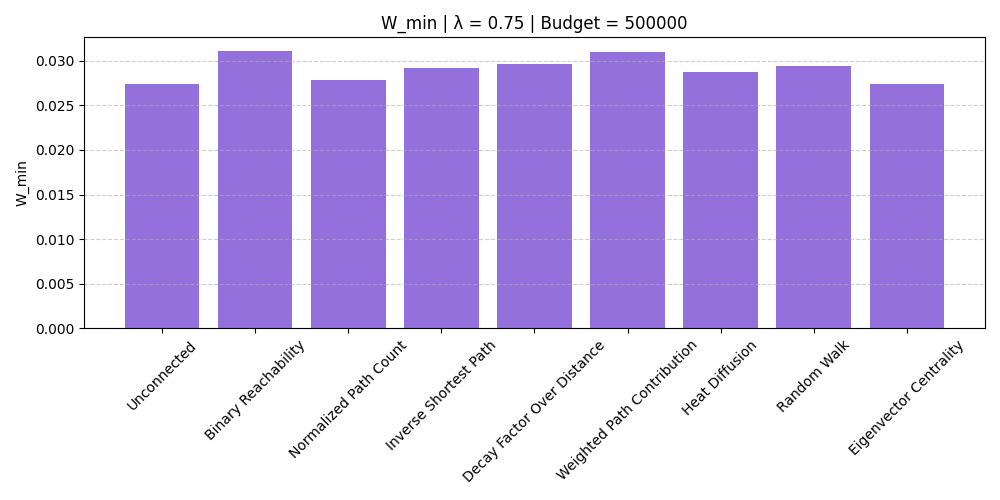 W_min | λ = 0.75 | Budget = 500000
W_min
0.030
0.025
0.020
0.015
0.010
0.005
0.000
Unconnected
Binary Reachability
Normalized Path Count
Inverse Shortest Path
Decay Factor Over Distance
Weighted Path Contribution
Heat Diffusion
Random Walk
Eigenvector Centrality